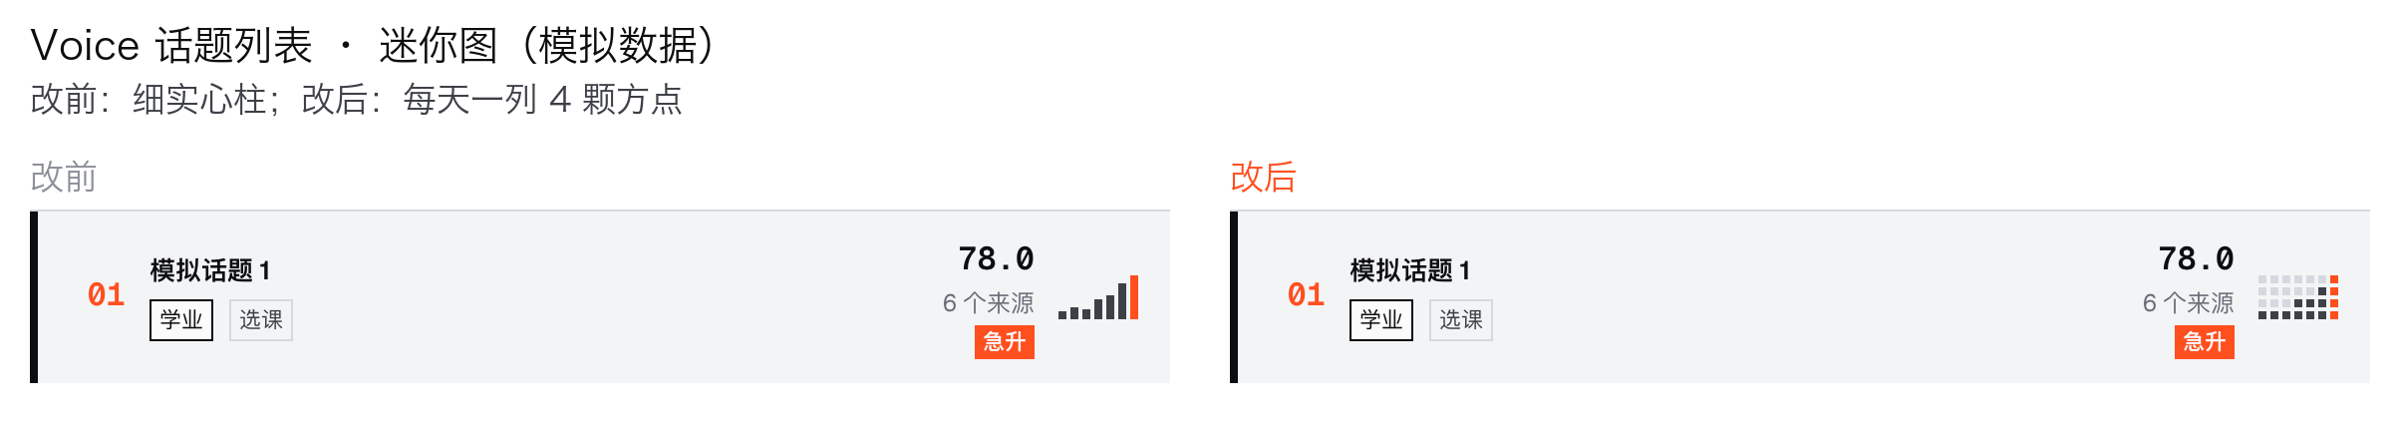 Voice 话题列表 · 迷你图（模拟数据）
改前：细实心柱；改后：每天一列 4 颗方点
改前
01
模拟话题 1
学业 选课
78.0
6 个来源
急升
改后
01
模拟话题 1
学业 选课
78.0
6 个来源
急升